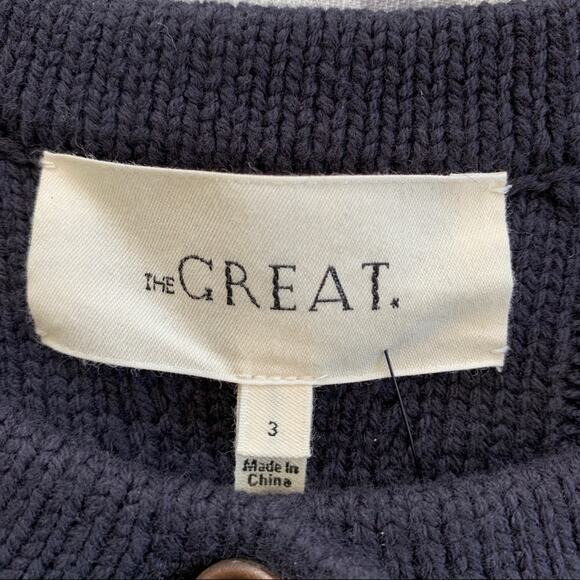 THE GREAT.*
3
Made In
China